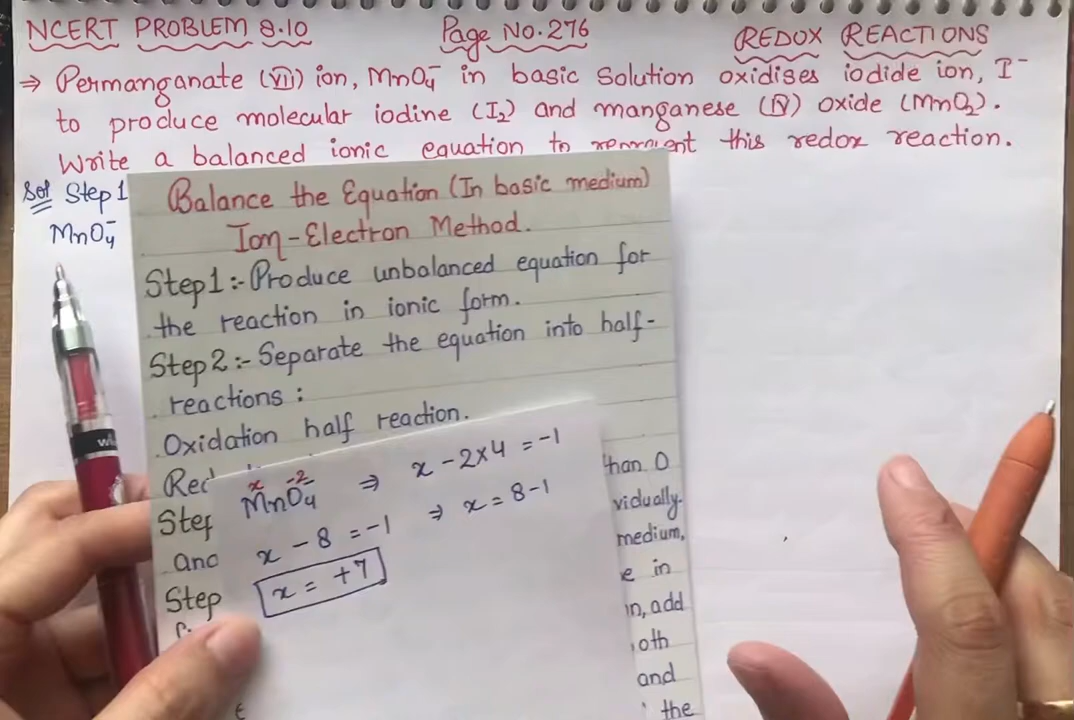 NCERT PROBLEM 8.10 Page No. 276 REDOX REACTIONS
→ Permanganate (VII) ion, MnO₄⁻ in basic solution oxidises iodide ion, I⁻
to produce molecular iodine (I₂) and manganese (IV) oxide (MnO₂).
Write a balanced ionic equation to represent this redox reaction.
Sol Step 1
MnO₄⁻
Balance the Equation (In basic medium)
Ion-Electron Method.
Step 1:- Produce unbalanced equation for
the reaction in ionic form.
Step 2:- Separate the equation into half-
reactions :
Oxidation half reaction.
Step
Step
than O
vidually.
medium,
e in
n, add
oth
and
the
x -2
MnO₄ ⇒ x - 2×4 = -1
x - 8 = -1 ⇒ x = 8-1
x = +7